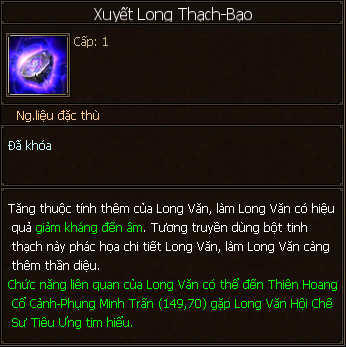 Xuyết Long Thạch-Bạo
Cấp: 1
Ng.liệu đặc thù
Đã khóa
Tăng thuộc tính thêm của Long Văn, làm Long Văn có hiệu
quả giảm kháng đến âm. Tương truyền dùng bột tinh
thạch này phác họa chi tiết Long Văn, làm Long Văn càng
thêm thần diệu.
Chức năng liên quan của Long Văn có thể đến Thiên Hoang
Cổ Cảnh-Phụng Minh Trấn (149,70) gặp Long Văn Hội Chế
Sư Tiêu Ưng tìm hiểu.